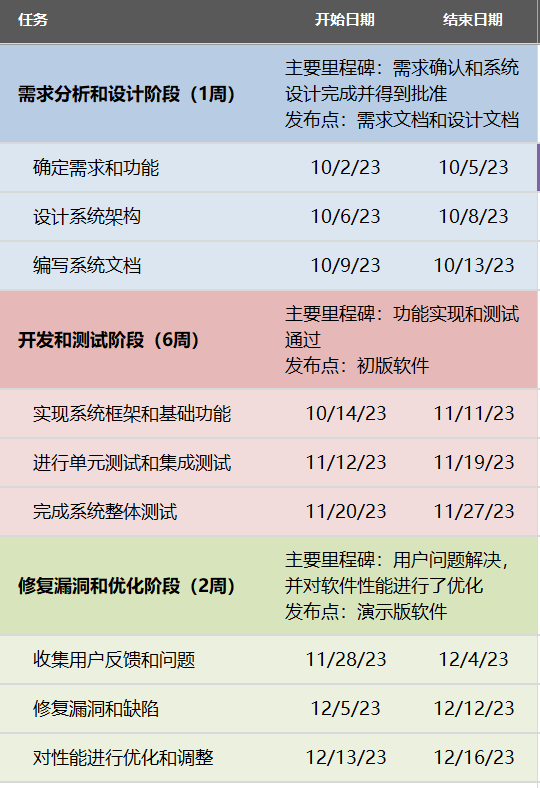 任务 开始日期 结束日期
需求分析和设计阶段（1周）
主要里程碑：需求确认和系统
设计完成并得到批准
发布点：需求文档和设计文档
确定需求和功能 10/2/23 10/5/23
设计系统架构 10/6/23 10/8/23
编写系统文档 10/9/23 10/13/23
开发和测试阶段（6周）
主要里程碑：功能实现和测试
通过
发布点：初版软件
实现系统框架和基础功能 10/14/23 11/11/23
进行单元测试和集成测试 11/12/23 11/19/23
完成系统整体测试 11/20/23 11/27/23
修复漏洞和优化阶段（2周）
主要里程碑：用户问题解决，
并对软件性能进行了优化
发布点：演示版软件
收集用户反馈和问题 11/28/23 12/4/23
修复漏洞和缺陷 12/5/23 12/12/23
对性能进行优化和调整 12/13/23 12/16/23